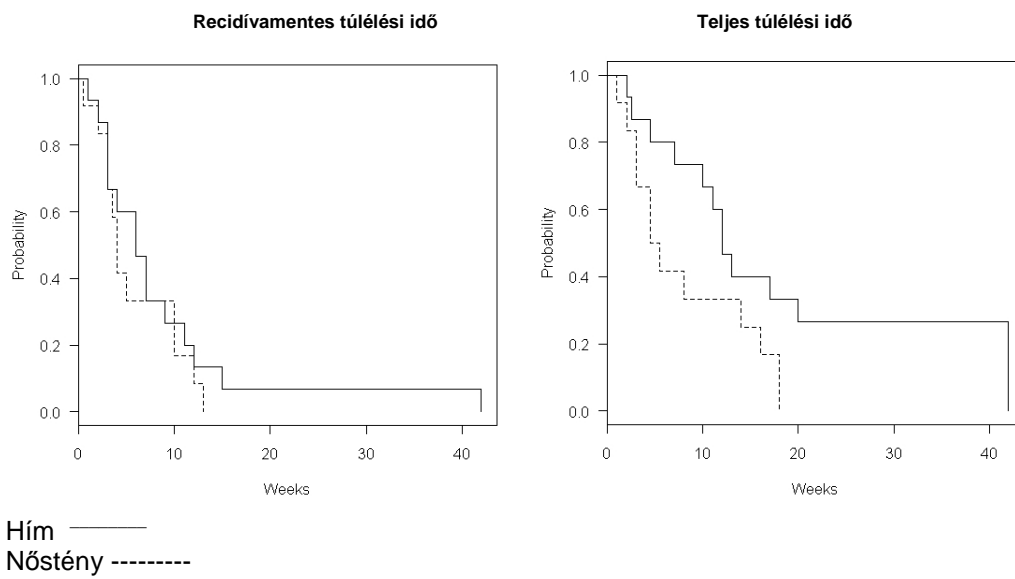 Recidívamentes túlélési idő
1.0
0.8
0.6
0.4
0.2
0.0
Probability
0 10 20 30 40
Weeks
Teljes túlélési idő
1.0
0.8
0.6
0.4
0.2
0.0
Probability
0 10 20 30 40
Weeks
Hím
Nőstény ---------